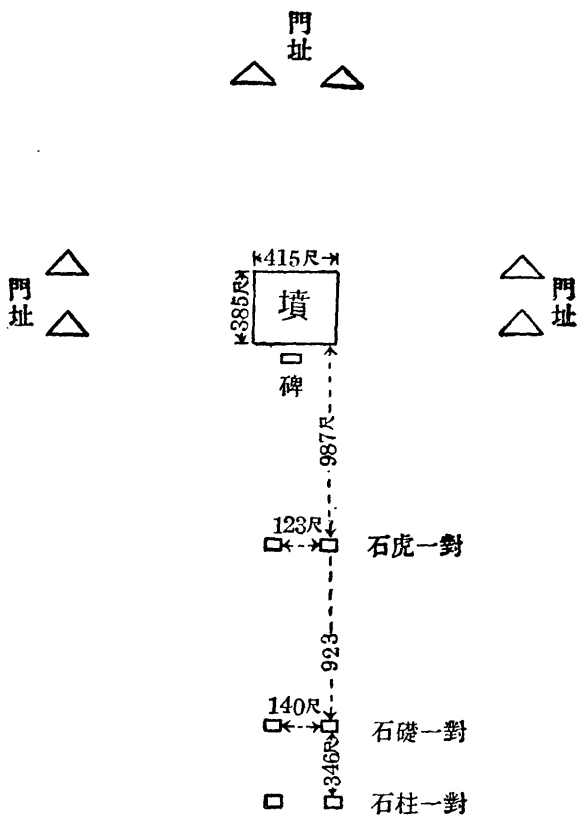 門址
415尺
門址
385尺
墳
門址
碑
987尺
123尺
石虎一對
923
140尺
石礎一對
346尺
石柱一對